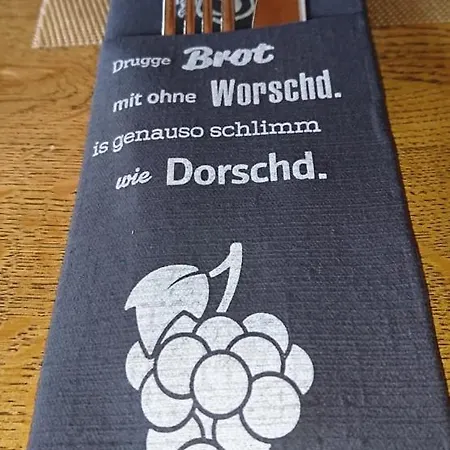 Drugge Brot
mit ohne Worschd.
is genauso schlimm
wie Dorschd.